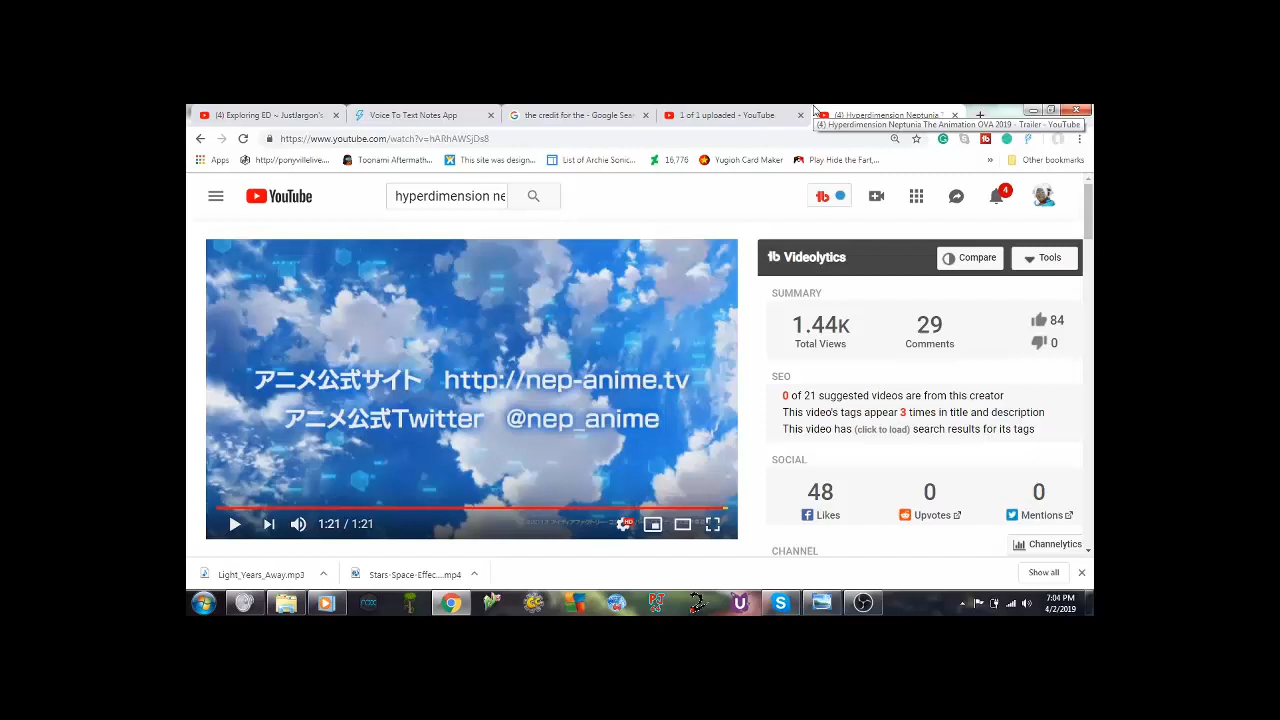 (4) Exploring ED ~ JustJargon's
Voice To Text Notes App
the credit for the - Google Sea
1 of 1 uploaded - YouTube
(4) Hyperdimension Neptunia T
(4) Hyperdimension Neptunia The Animation OVA 2019 - Trailer - YouTube
https://www.youtube.com/watch?v=hARhAWSjDs8
Apps
http://ponyvillelive...
Toonami Aftermath...
This site was design...
List of Archie Sonic...
16,776
Yugioh Card Maker
Play Hide the Fart,...
»
Other bookmarks
YouTube
hyperdimension ne
4
アニメ公式サイト http://nep-anime.tv
アニメ公式Twitter @nep_anime
HD
1:21 / 1:21
Videolytics
Compare
Tools
SUMMARY
1.44K
Total Views
29
Comments
84
0
SEO
0 of 21 suggested videos are from this creator
This video's tags appear 3 times in title and description
This video has (click to load) search results for its tags
SOCIAL
48
Likes
0
Upvotes
0
Mentions
CHANNEL
Channelytics
Light_Years_Away.mp3
Stars-Space-Effec....mp4
Show all
7:04 PM
4/2/2019